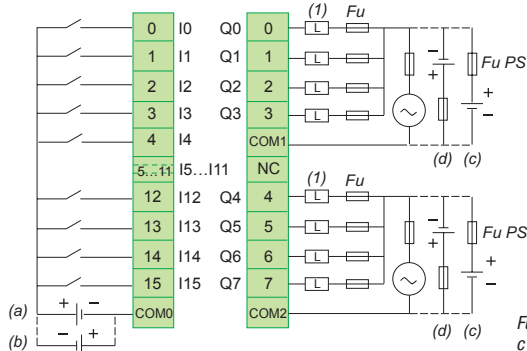 (1) Fu
0 I0 Q0 0 L
1 I1 Q1 1 L
2 I2 Q2 2 L
3 I3 Q3 3 L
Fu PS
− + + −
4 I4 COM1
(d) (c)
5...11 I5...I11 NC
(1) Fu
12 I12 Q4 4 L
13 I13 Q5 5 L
14 I14 Q6 6 L
15 I15 Q7 7 L
Fu PS
− + + −
(a) + − COM0 COM2
(b) − +
(d) (c)